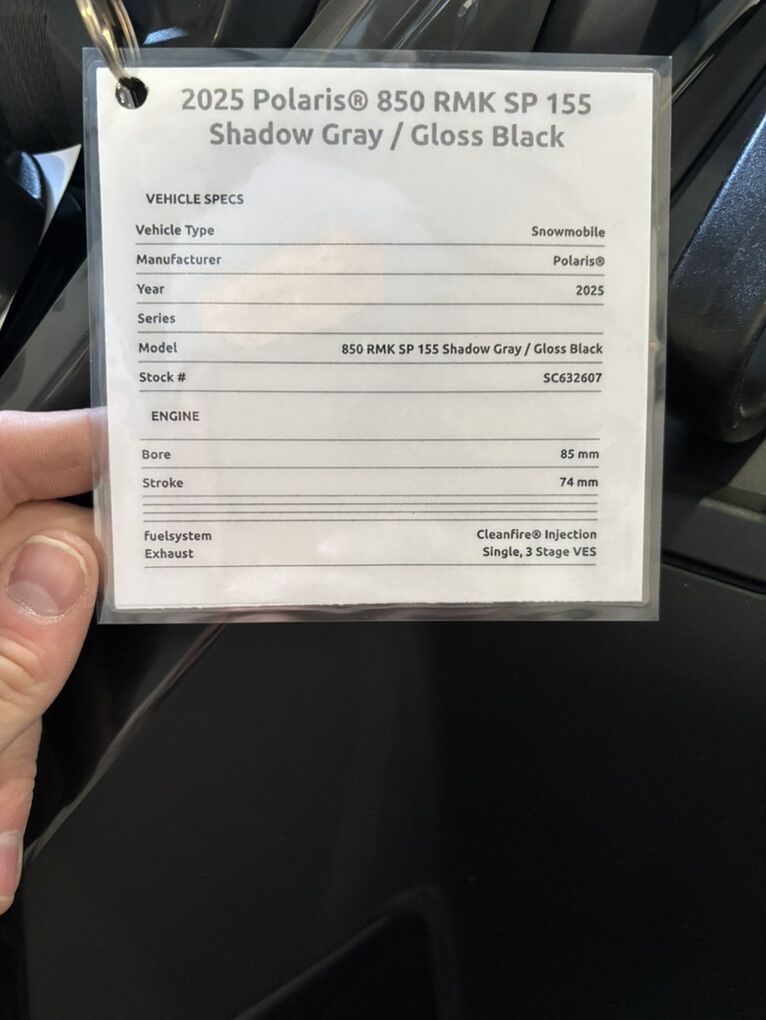 2025 Polaris® 850 RMK SP 155
Shadow Gray / Gloss Black
VEHICLE SPECS
Vehicle Type Snowmobile
Manufacturer Polaris®
Year 2025
Series
Model 850 RMK SP 155 Shadow Gray / Gloss Black
Stock # SC632607
ENGINE
Bore 85 mm
Stroke 74 mm
fuelsystem Cleanfire® Injection
Exhaust Single, 3 Stage VES